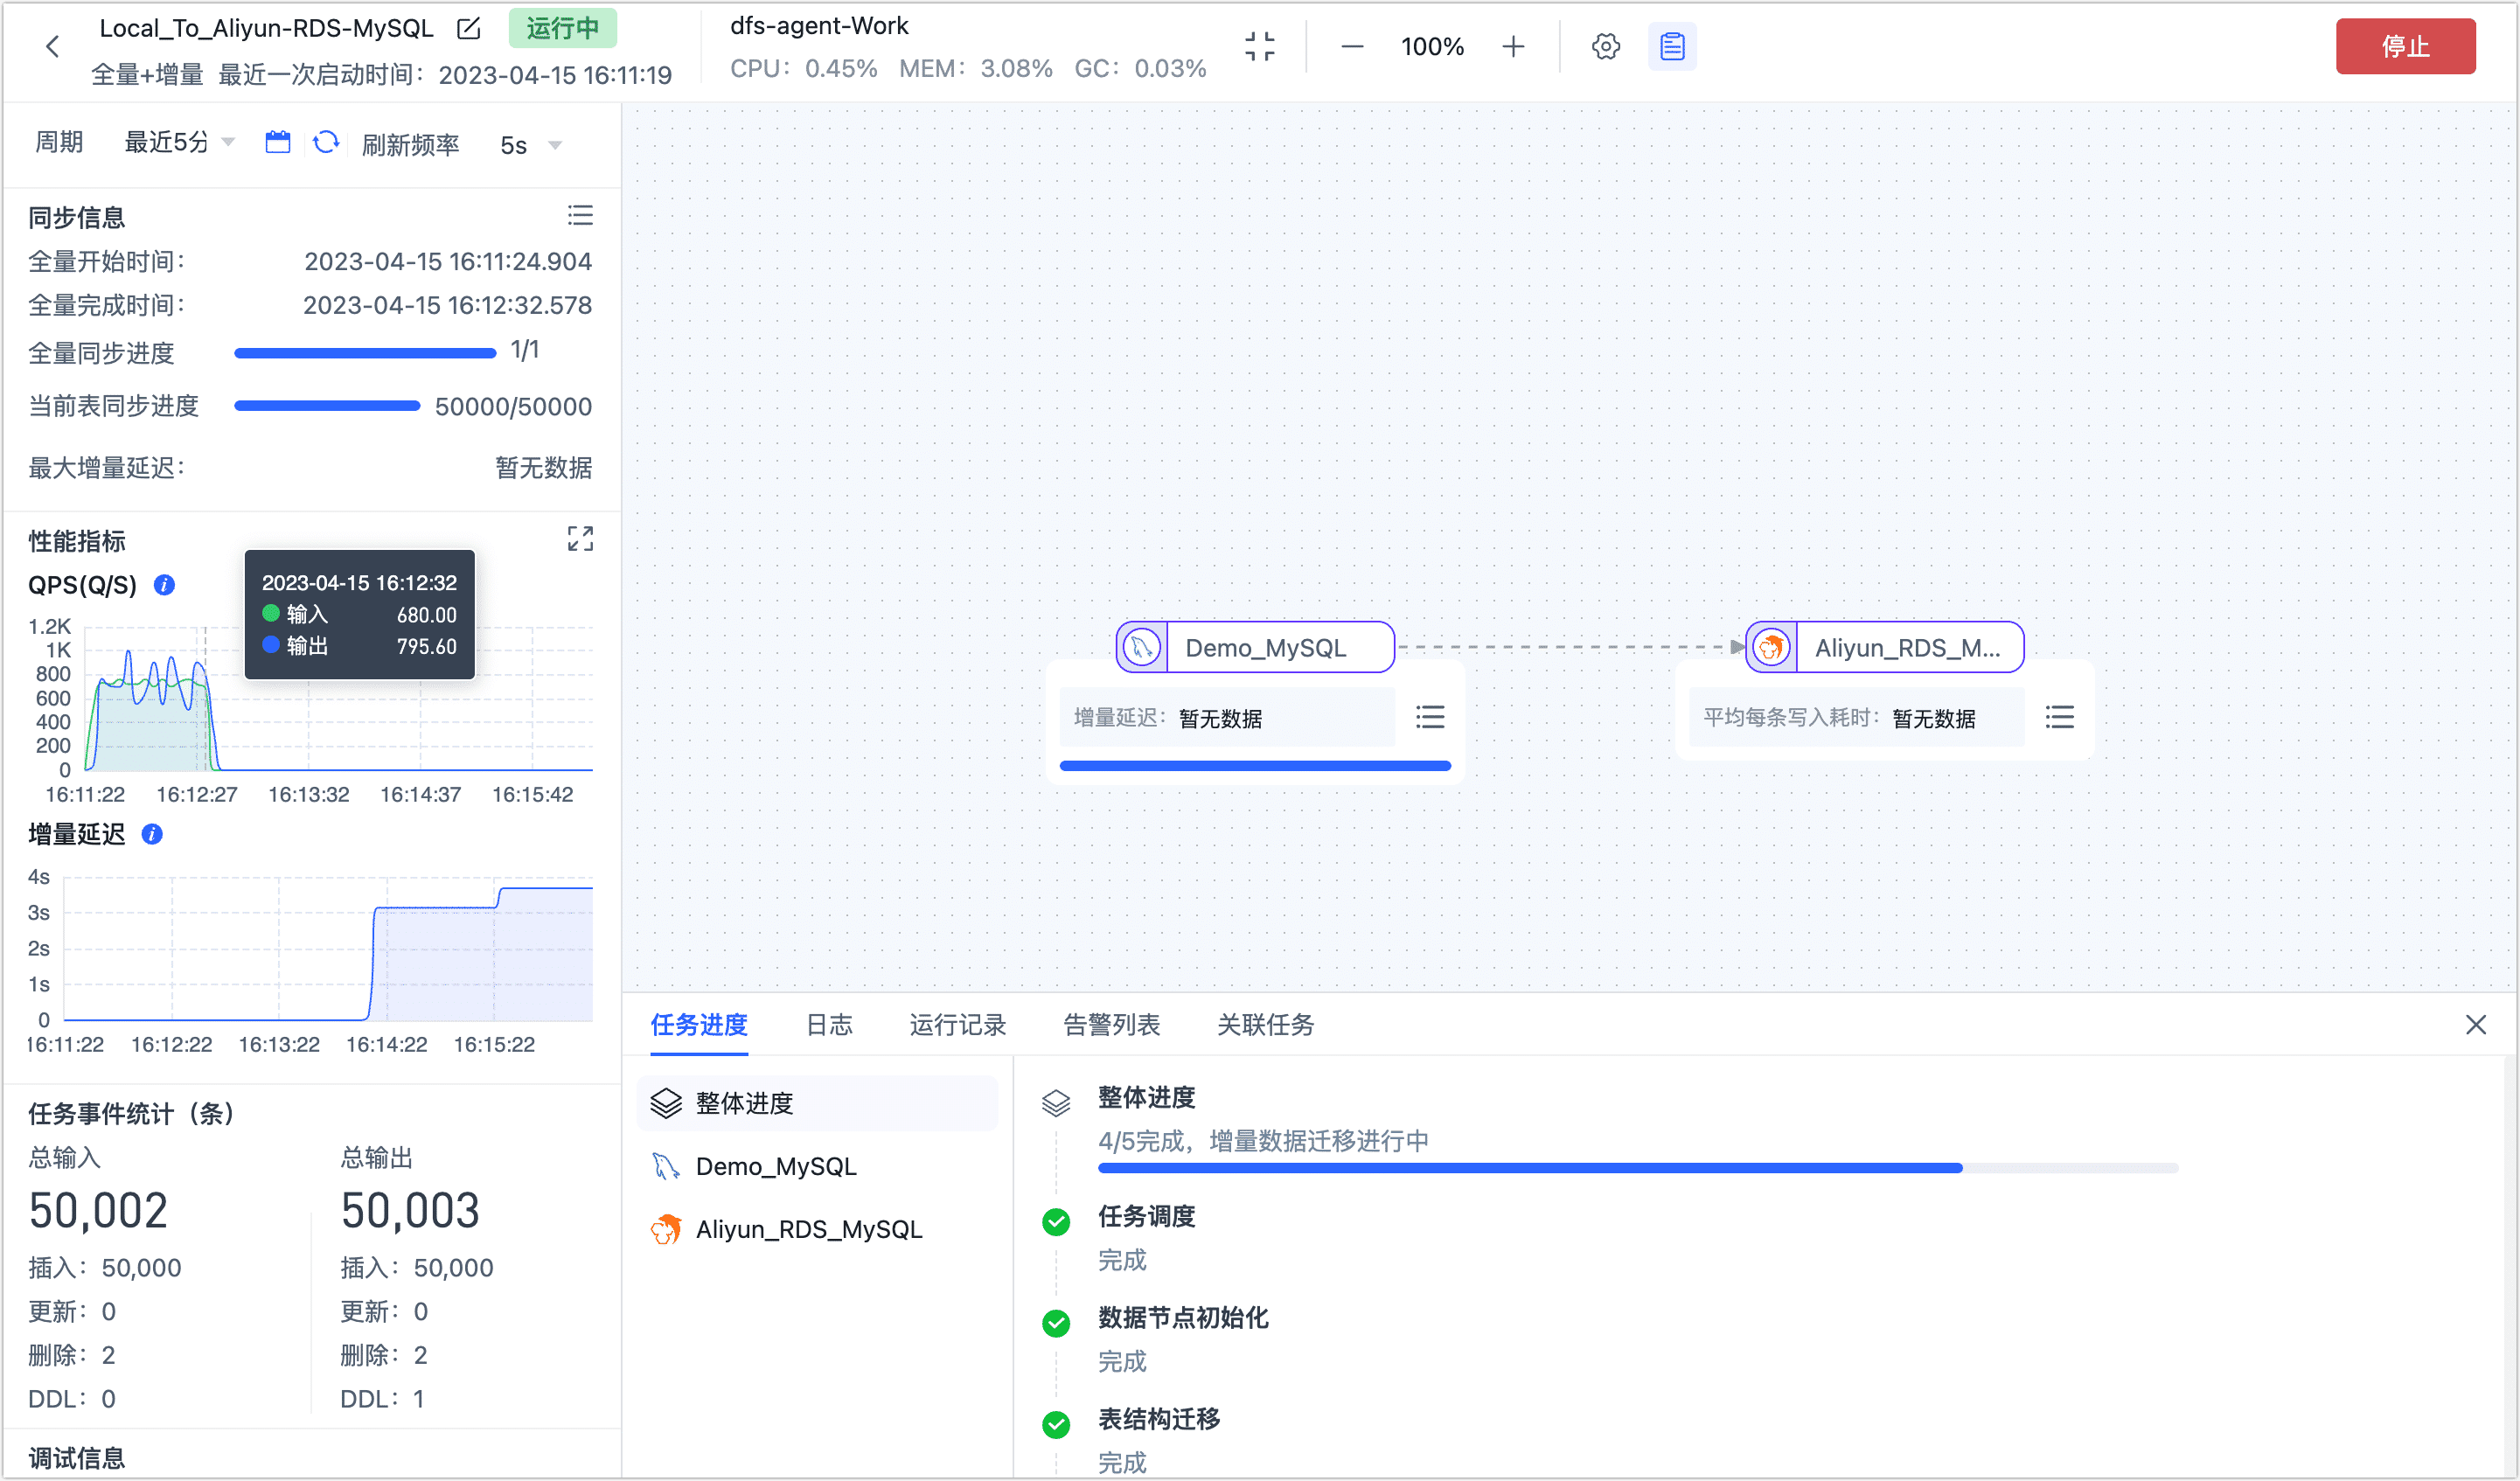 Local_To_Aliyun-RDS-MySQL 运行中
全量+增量 最近一次启动时间：2023-04-15 16:11:19
dfs-agent-Work
CPU：0.45% MEM：3.08% GC：0.03%
100%
停止
周期 最近5分 刷新频率 5s
同步信息
全量开始时间： 2023-04-15 16:11:24.904
全量完成时间： 2023-04-15 16:12:32.578
全量同步进度 1/1
当前表同步进度 50000/50000
最大增量延迟： 暂无数据
性能指标
QPS(Q/S)
2023-04-15 16:12:32
输入 680.00
输出 795.60
1.2K
1K
800
600
400
200
0
16:11:22 16:12:27 16:13:32 16:14:37 16:15:42
增量延迟
4s
3s
2s
1s
0
16:11:22 16:12:22 16:13:22 16:14:22 16:15:22
任务事件统计（条）
总输入 总输出
50,002 50,003
插入：50,000 插入：50,000
更新：0 更新：0
删除：2 删除：2
DDL：0 DDL：1
调试信息
Demo_MySQL
增量延迟：暂无数据
Aliyun_RDS_M...
平均每条写入耗时：暂无数据
任务进度 日志 运行记录 告警列表 关联任务
整体进度
Demo_MySQL
Aliyun_RDS_MySQL
整体进度
4/5完成，增量数据迁移进行中
任务调度
完成
数据节点初始化
完成
表结构迁移
完成